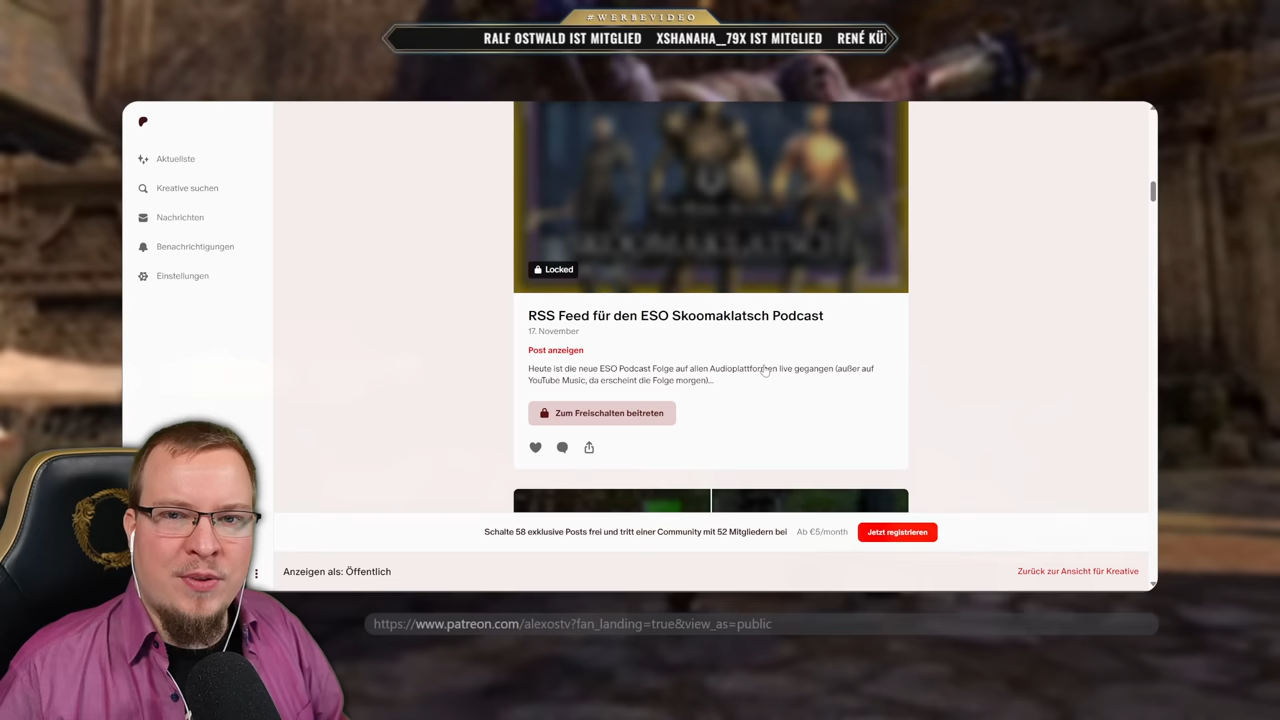 #WERBEVIDEO
RALF OSTWALD IST MITGLIED XSHANAHA__79X IST MITGLIED RENÉ KÜ
Aktuellste
Kreative suchen
Nachrichten
Benachrichtigungen
Einstellungen
SKOOMAKLATSCH
Locked
RSS Feed für den ESO Skoomaklatsch Podcast
17. November
Post anzeigen
Heute ist die neue ESO Podcast Folge auf allen Audioplattformen live gegangen (außer auf
YouTube Music, da erscheint die Folge morgen)...
Zum Freischalten beitreten
Schalte 58 exklusive Posts frei und tritt einer Community mit 52 Mitgliedern bei Ab €5/month Jetzt registrieren
Anzeigen als: Öffentlich Zurück zur Ansicht für Kreative
https://www.patreon.com/alexostv?fan_landing=true&view_as=public